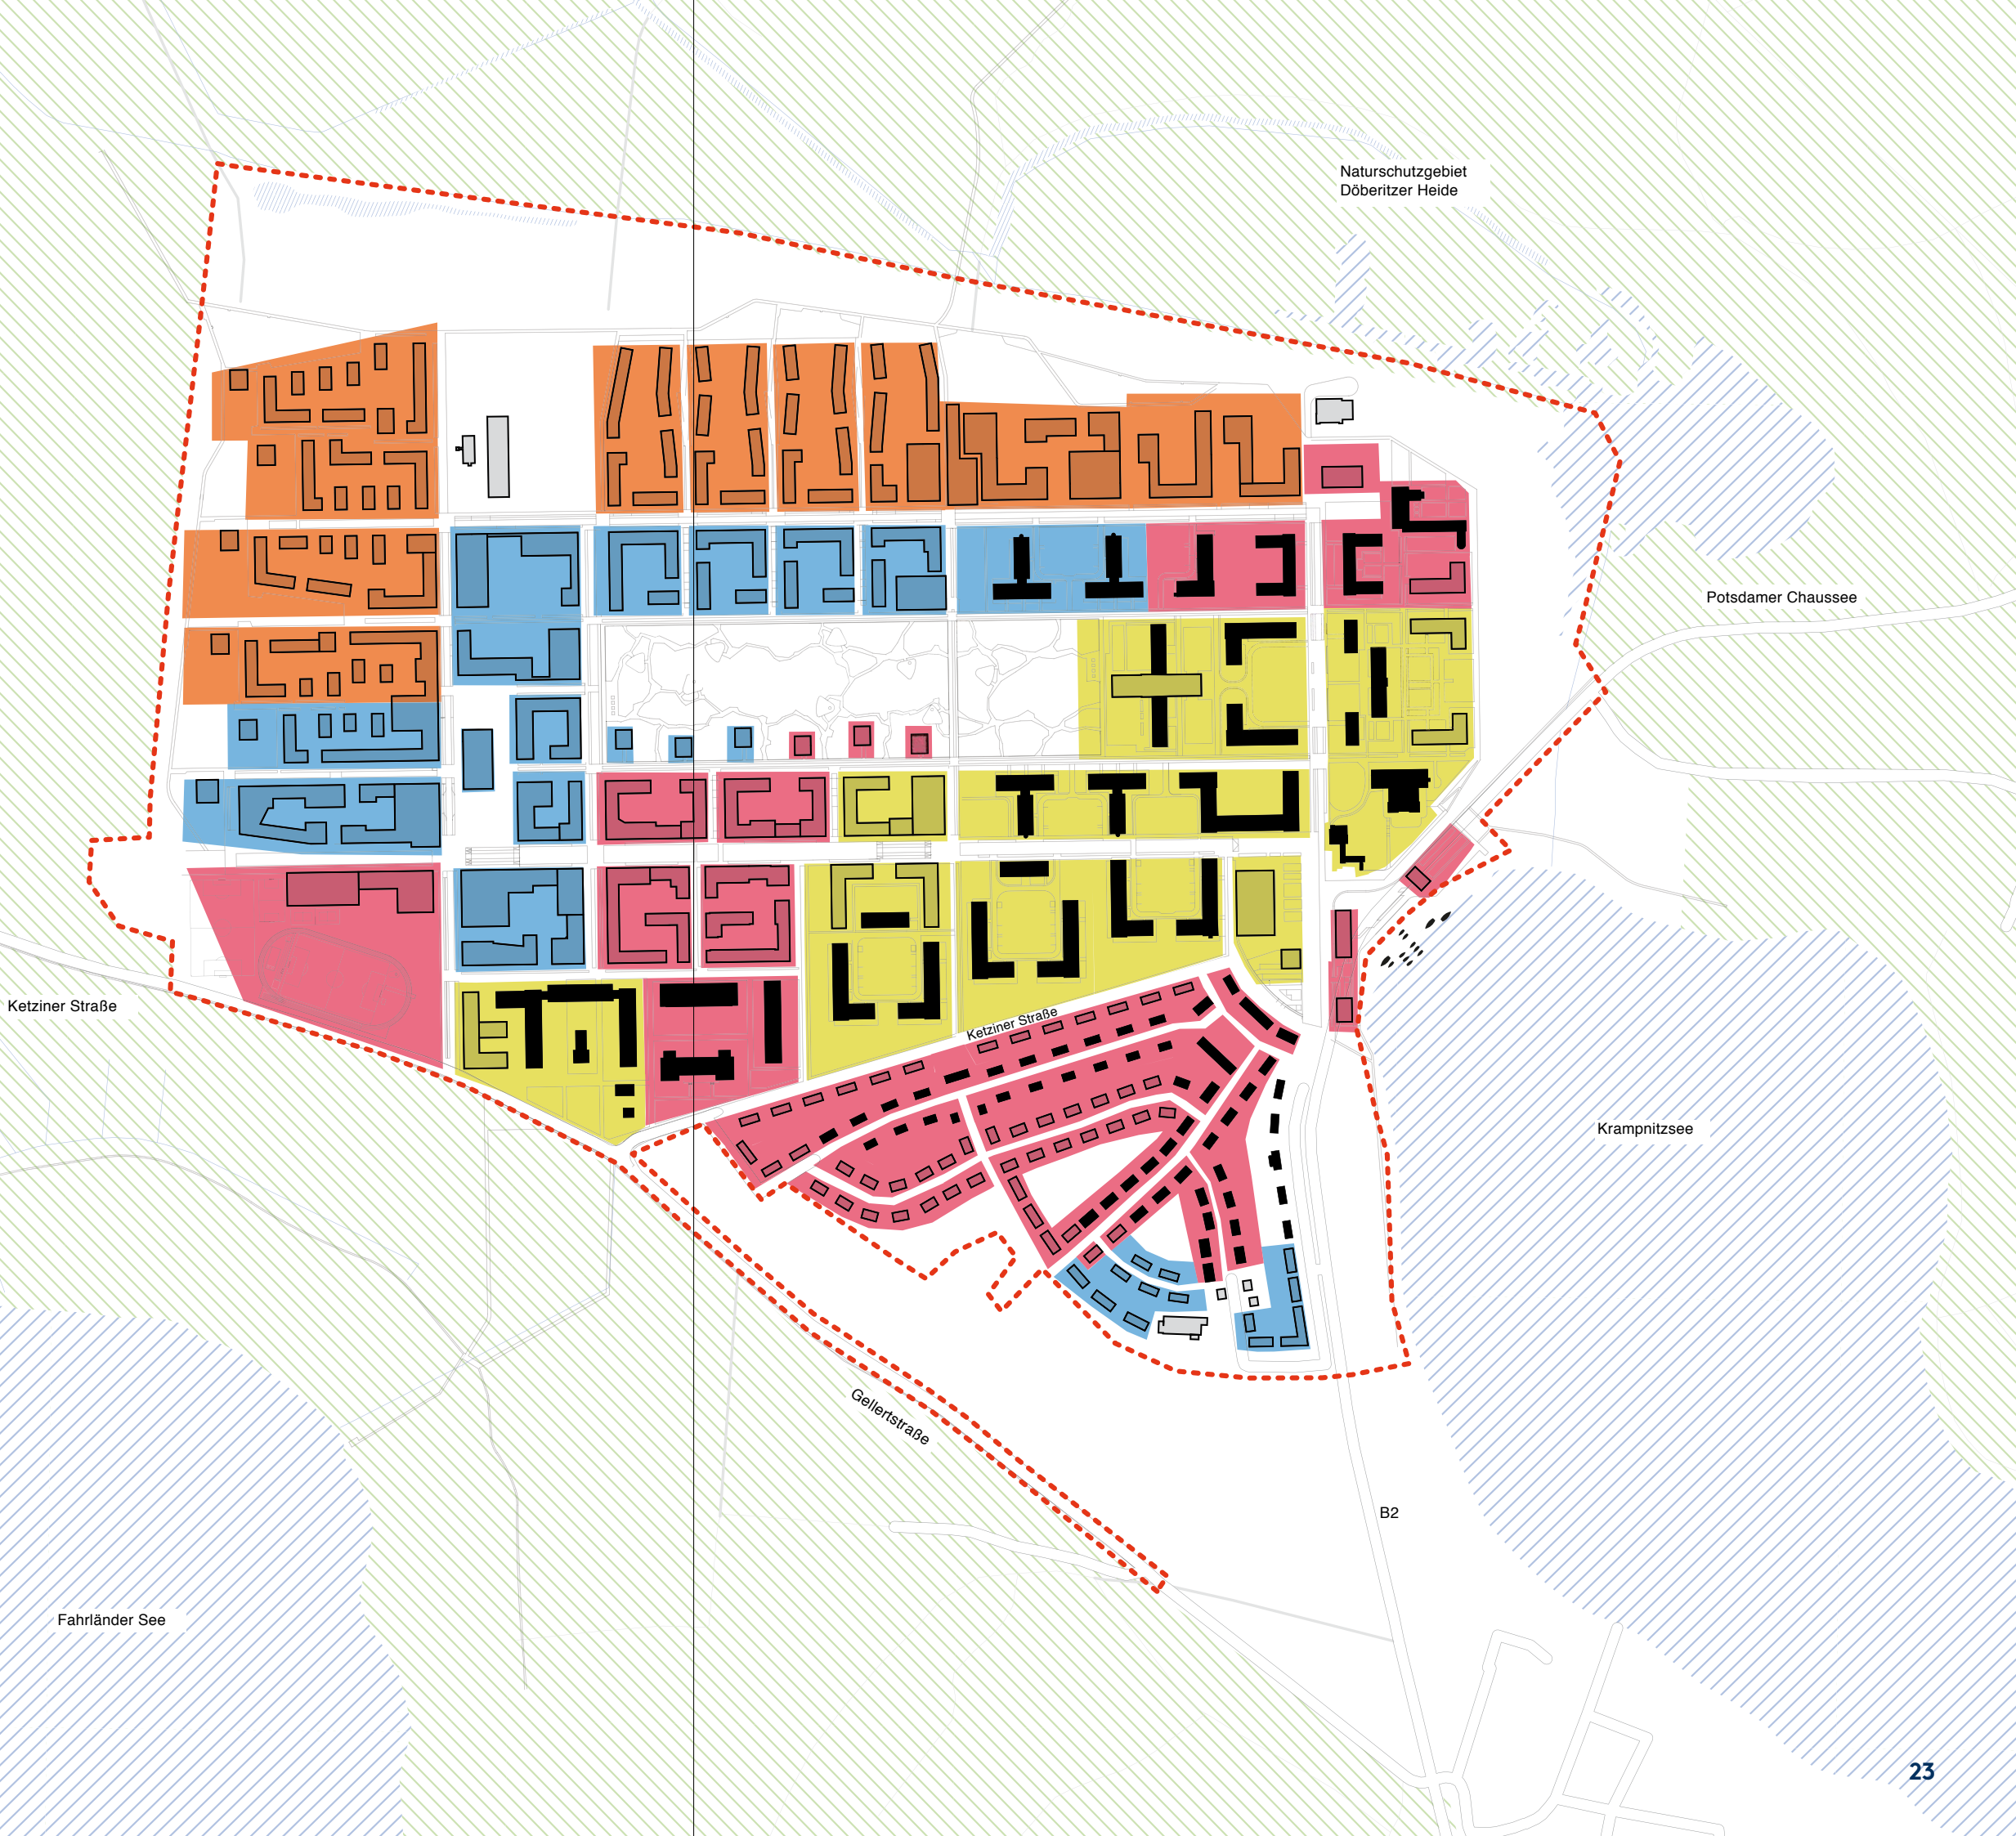 Naturschutzgebiet
Döberitzer Heide
Potsdamer Chaussee
Ketziner Straße
Ketziner Straße
Krampnitzsee
Gellertstraße
B2
Fahrländer See
23